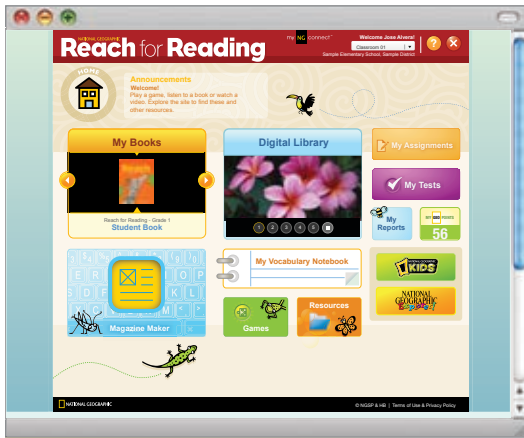 NATIONAL GEOGRAPHIC
Reach for Reading
my NG connect
Welcome Jose Alvera!
Classroom 01
Sample Elementary School, Sample District
?
HOME
Announcements
Welcome!
Play a game, listen to a book or watch a
video. Explore the site to find these and
other resources.
My Books
Reach for Reading - Grade 1
Student Book
Digital Library
1 2 3 4 5
My Assignments
My Tests
My
Reports
56
Magazine Maker
My Vocabulary Notebook
Games
Resources
KIDS
NATIONAL
GEOGRAPHIC
NATIONAL GEOGRAPHIC
© NGSP & HB | Terms of Use & Privacy Policy